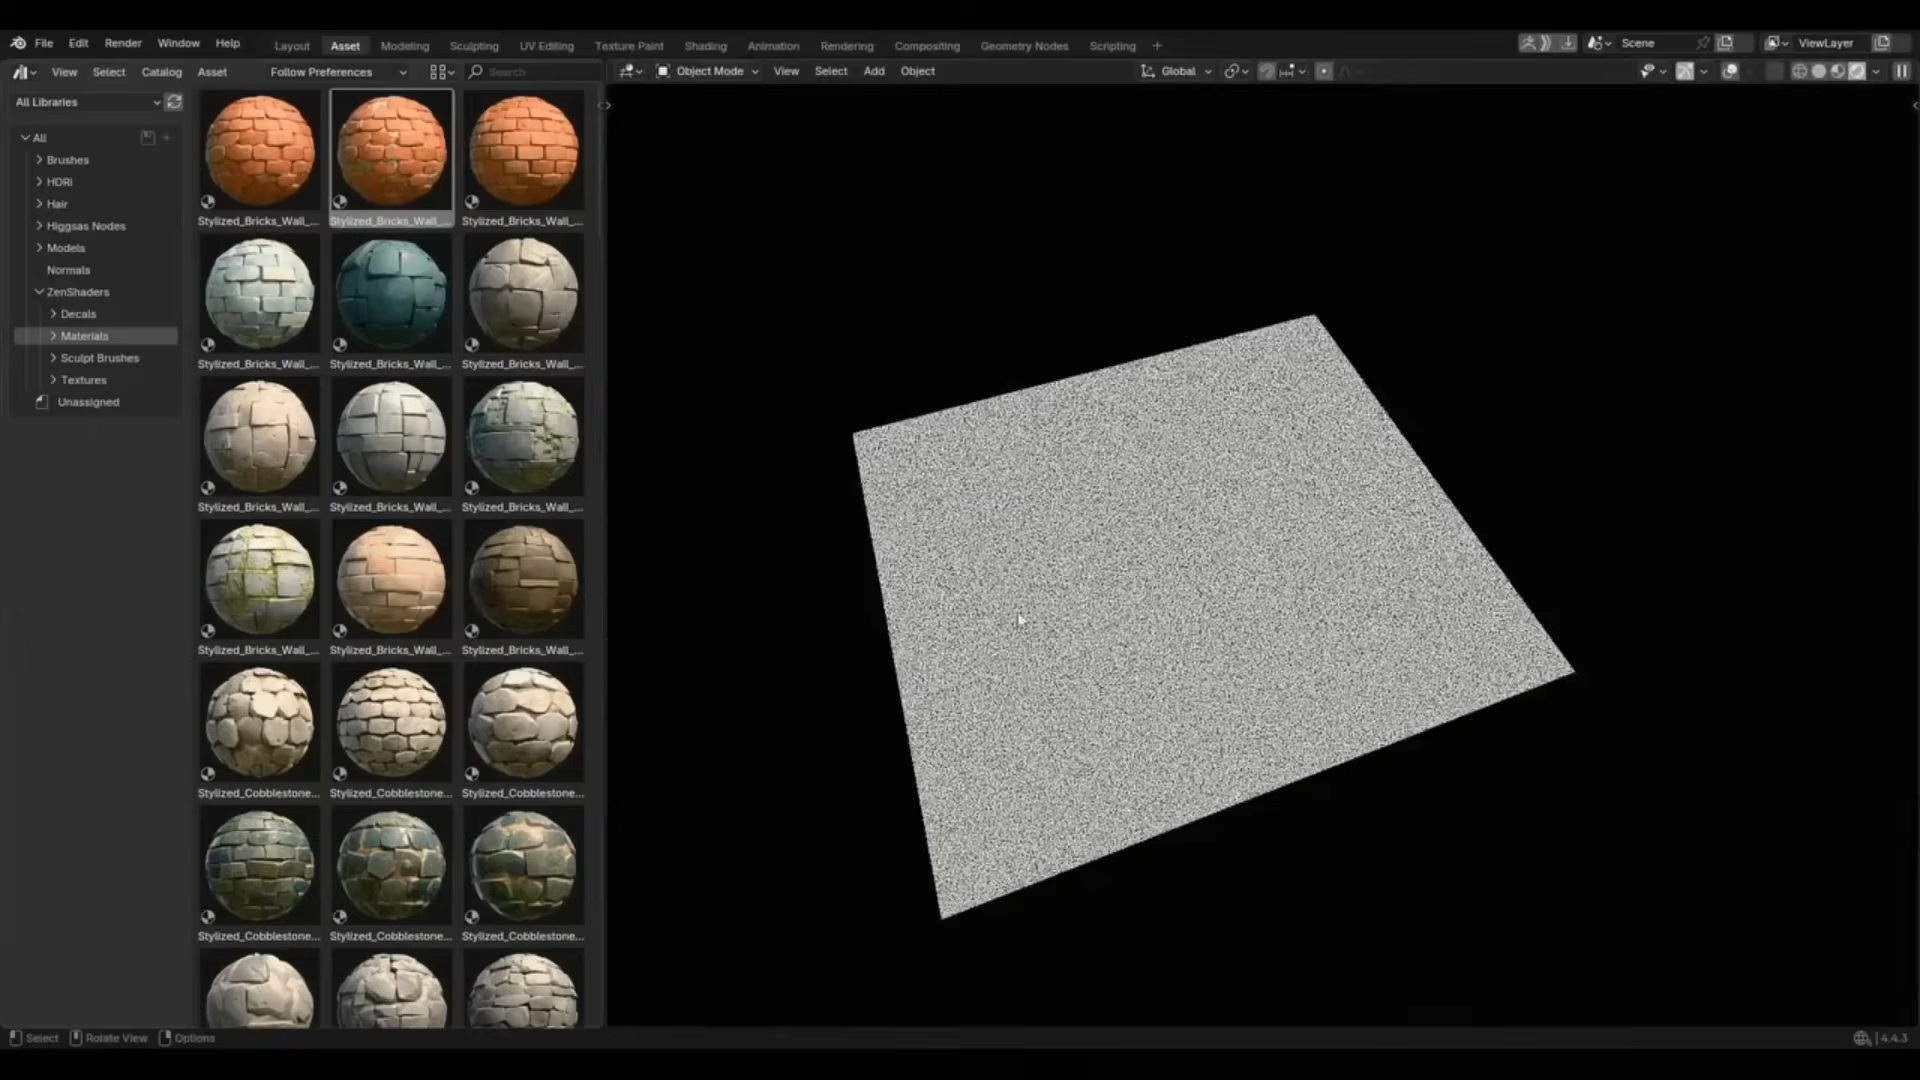 File Edit Render Window Help Layout Asset Modeling Sculpting UV Editing Texture Paint Shading Animation Rendering Compositing Geometry Nodes Scripting + Scene ViewLayer
View Select Catalog Asset Follow Preferences Search Object Mode View Select Add Object Global
All Libraries
All
Brushes
HDRI
Hair
Higgsas Nodes
Models
Normals
ZenShaders
Decals
Materials
Sculpt Brushes
Textures
Unassigned
Stylized_Bricks_Wall_... Stylized_Bricks_Wall_... Stylized_Bricks_Wall_...
Stylized_Bricks_Wall_... Stylized_Bricks_Wall_... Stylized_Bricks_Wall_...
Stylized_Bricks_Wall_... Stylized_Bricks_Wall_... Stylized_Bricks_Wall_...
Stylized_Bricks_Wall_... Stylized_Bricks_Wall_... Stylized_Bricks_Wall_...
Stylized_Cobblestone... Stylized_Cobblestone... Stylized_Cobblestone...
Stylized_Cobblestone... Stylized_Cobblestone... Stylized_Cobblestone...
Select Rotate View Options | 4.4.3